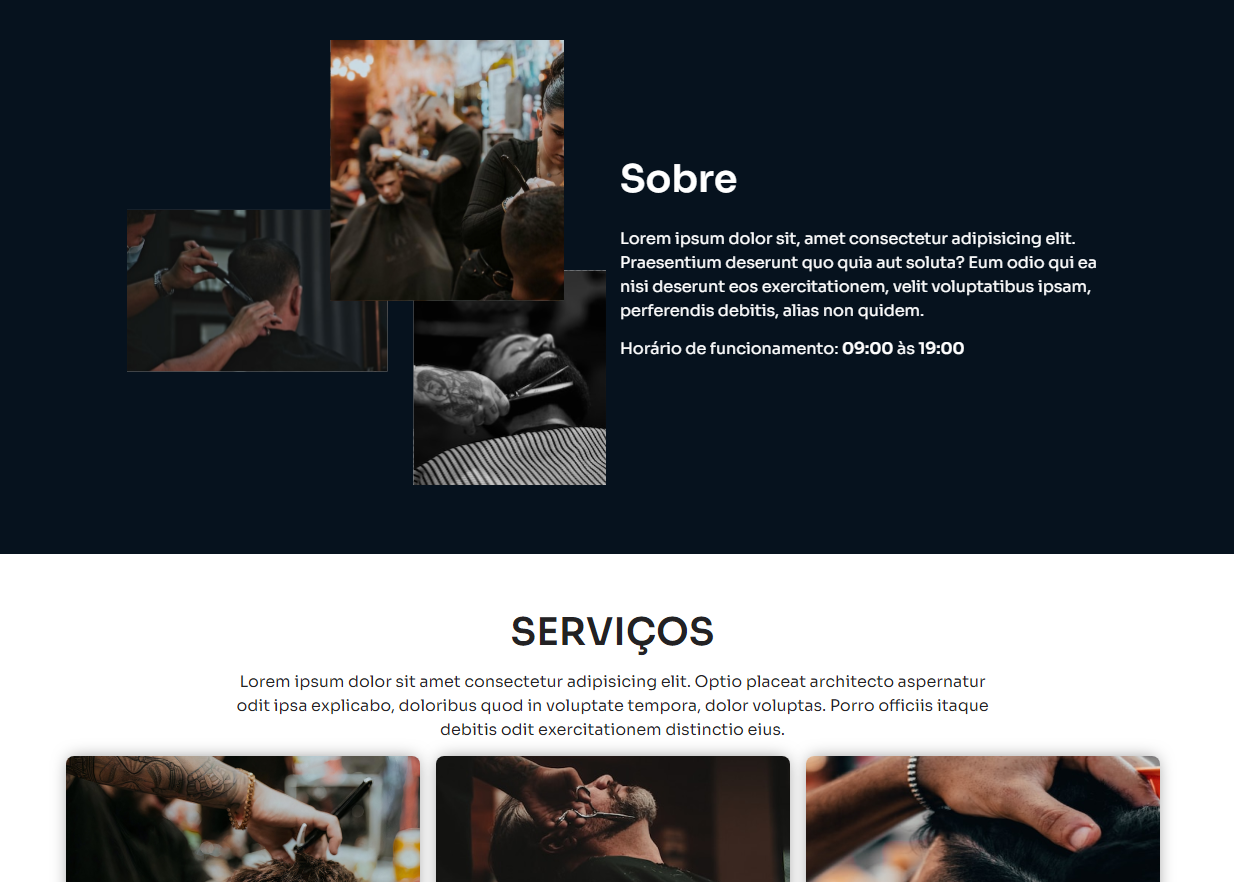 Sobre
Lorem ipsum dolor sit, amet consectetur adipisicing elit.
Praesentium deserunt quo quia aut soluta? Eum odio qui ea
nisi deserunt eos exercitationem, velit voluptatibus ipsam,
perferendis debitis, alias non quidem.
Horário de funcionamento: 09:00 às 19:00
SERVIÇOS
Lorem ipsum dolor sit amet consectetur adipisicing elit. Optio placeat architecto aspernatur
odit ipsa explicabo, doloribus quod in voluptate tempora, dolor voluptas. Porro officiis itaque
debitis odit exercitationem distinctio eius.